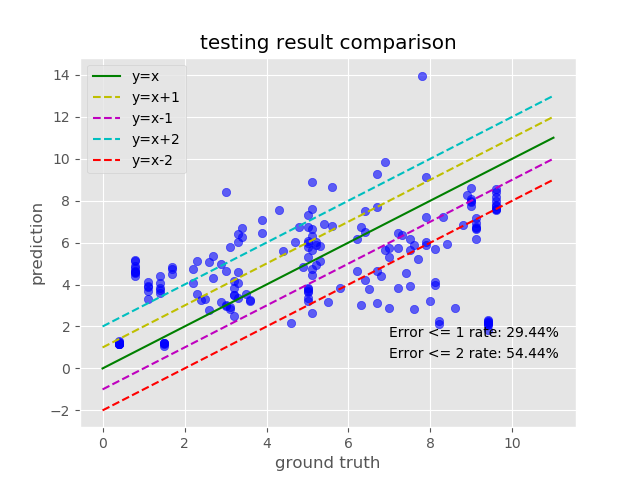 testing result comparison
y=x
y=x+1
y=x-1
y=x+2
y=x-2
14
12
10
8
6
4
2
0
−2
prediction
Error <= 1 rate: 29.44%
Error <= 2 rate: 54.44%
0
2
4
6
8
10
ground truth